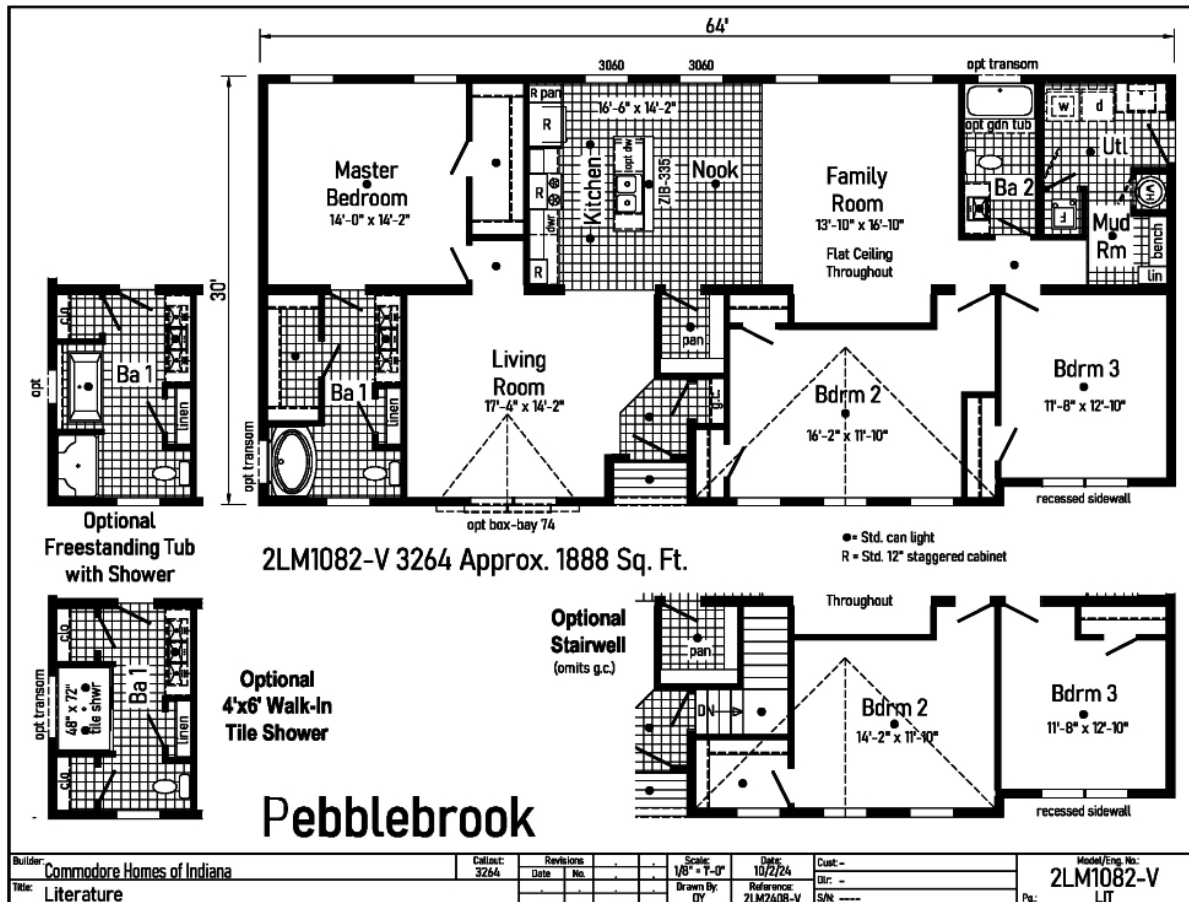 64'
3060
3060
opt transom
30'
Master
Bedroom
14'-0" x 14'-2"
R pan
R
R
dwr
R
16'-6" x 14'-2"
Kitchen
opt dw
ZIB-335
Nook
Family
Room
13'-10" x 16'-10"
Flat Ceiling
Throughout
opt gdn tub
Ba 2
w
d
Utl
WH
F
Mud
Rm
bench
lin
clo
opt
Ba 1
linen
Optional
Freestanding Tub
with Shower
opt transom
Ba 1
linen
Living
Room
17'-4" x 14'-2"
opt box-bay 74
pan
g.c.
Bdrm 2
16'-2" x 11'-10"
Bdrm 3
11'-8" x 12'-10"
recessed sidewall
2LM1082-V 3264 Approx. 1888 Sq. Ft.
●= Std. can light
R = Std. 12" staggered cabinet
clo
opt transom
48" x 72"
tile shwr
Ba 1
linen
clo
Optional
4'x6' Walk-In
Tile Shower
Optional
Stairwell
(omits g.c.)
pan
DN
Throughout
Bdrm 2
14'-2" x 11'-10"
Bdrm 3
11'-8" x 12'-10"
recessed sidewall
Pebblebrook
Builder: Commodore Homes of Indiana
Title: Literature
Callout: 3264
Revisions
Date No.
Scale: 1/8" = 1'-0"
Drawn By: OY
Date: 10/2/24
Reference: 2LM2408-V
Cust: -
Dlr: -
S/N: ----
Model/Eng. No.: 2LM1082-V
Pg.: LIT